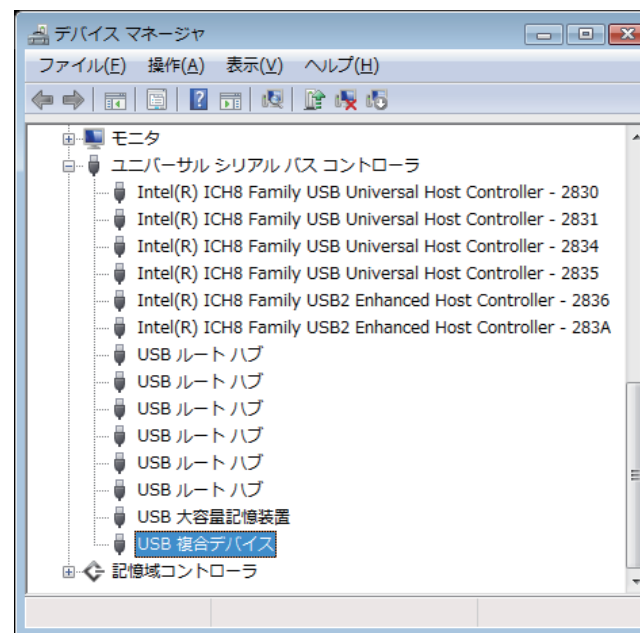 デバイス マネージャ
ファイル(F) 操作(A) 表示(V) ヘルプ(H)
モニタ
ユニバーサル シリアル バス コントローラ
Intel(R) ICH8 Family USB Universal Host Controller - 2830
Intel(R) ICH8 Family USB Universal Host Controller - 2831
Intel(R) ICH8 Family USB Universal Host Controller - 2834
Intel(R) ICH8 Family USB Universal Host Controller - 2835
Intel(R) ICH8 Family USB2 Enhanced Host Controller - 2836
Intel(R) ICH8 Family USB2 Enhanced Host Controller - 283A
USB ルート ハブ
USB ルート ハブ
USB ルート ハブ
USB ルート ハブ
USB ルート ハブ
USB ルート ハブ
USB 大容量記憶装置
USB 複合デバイス
記憶域コントローラ